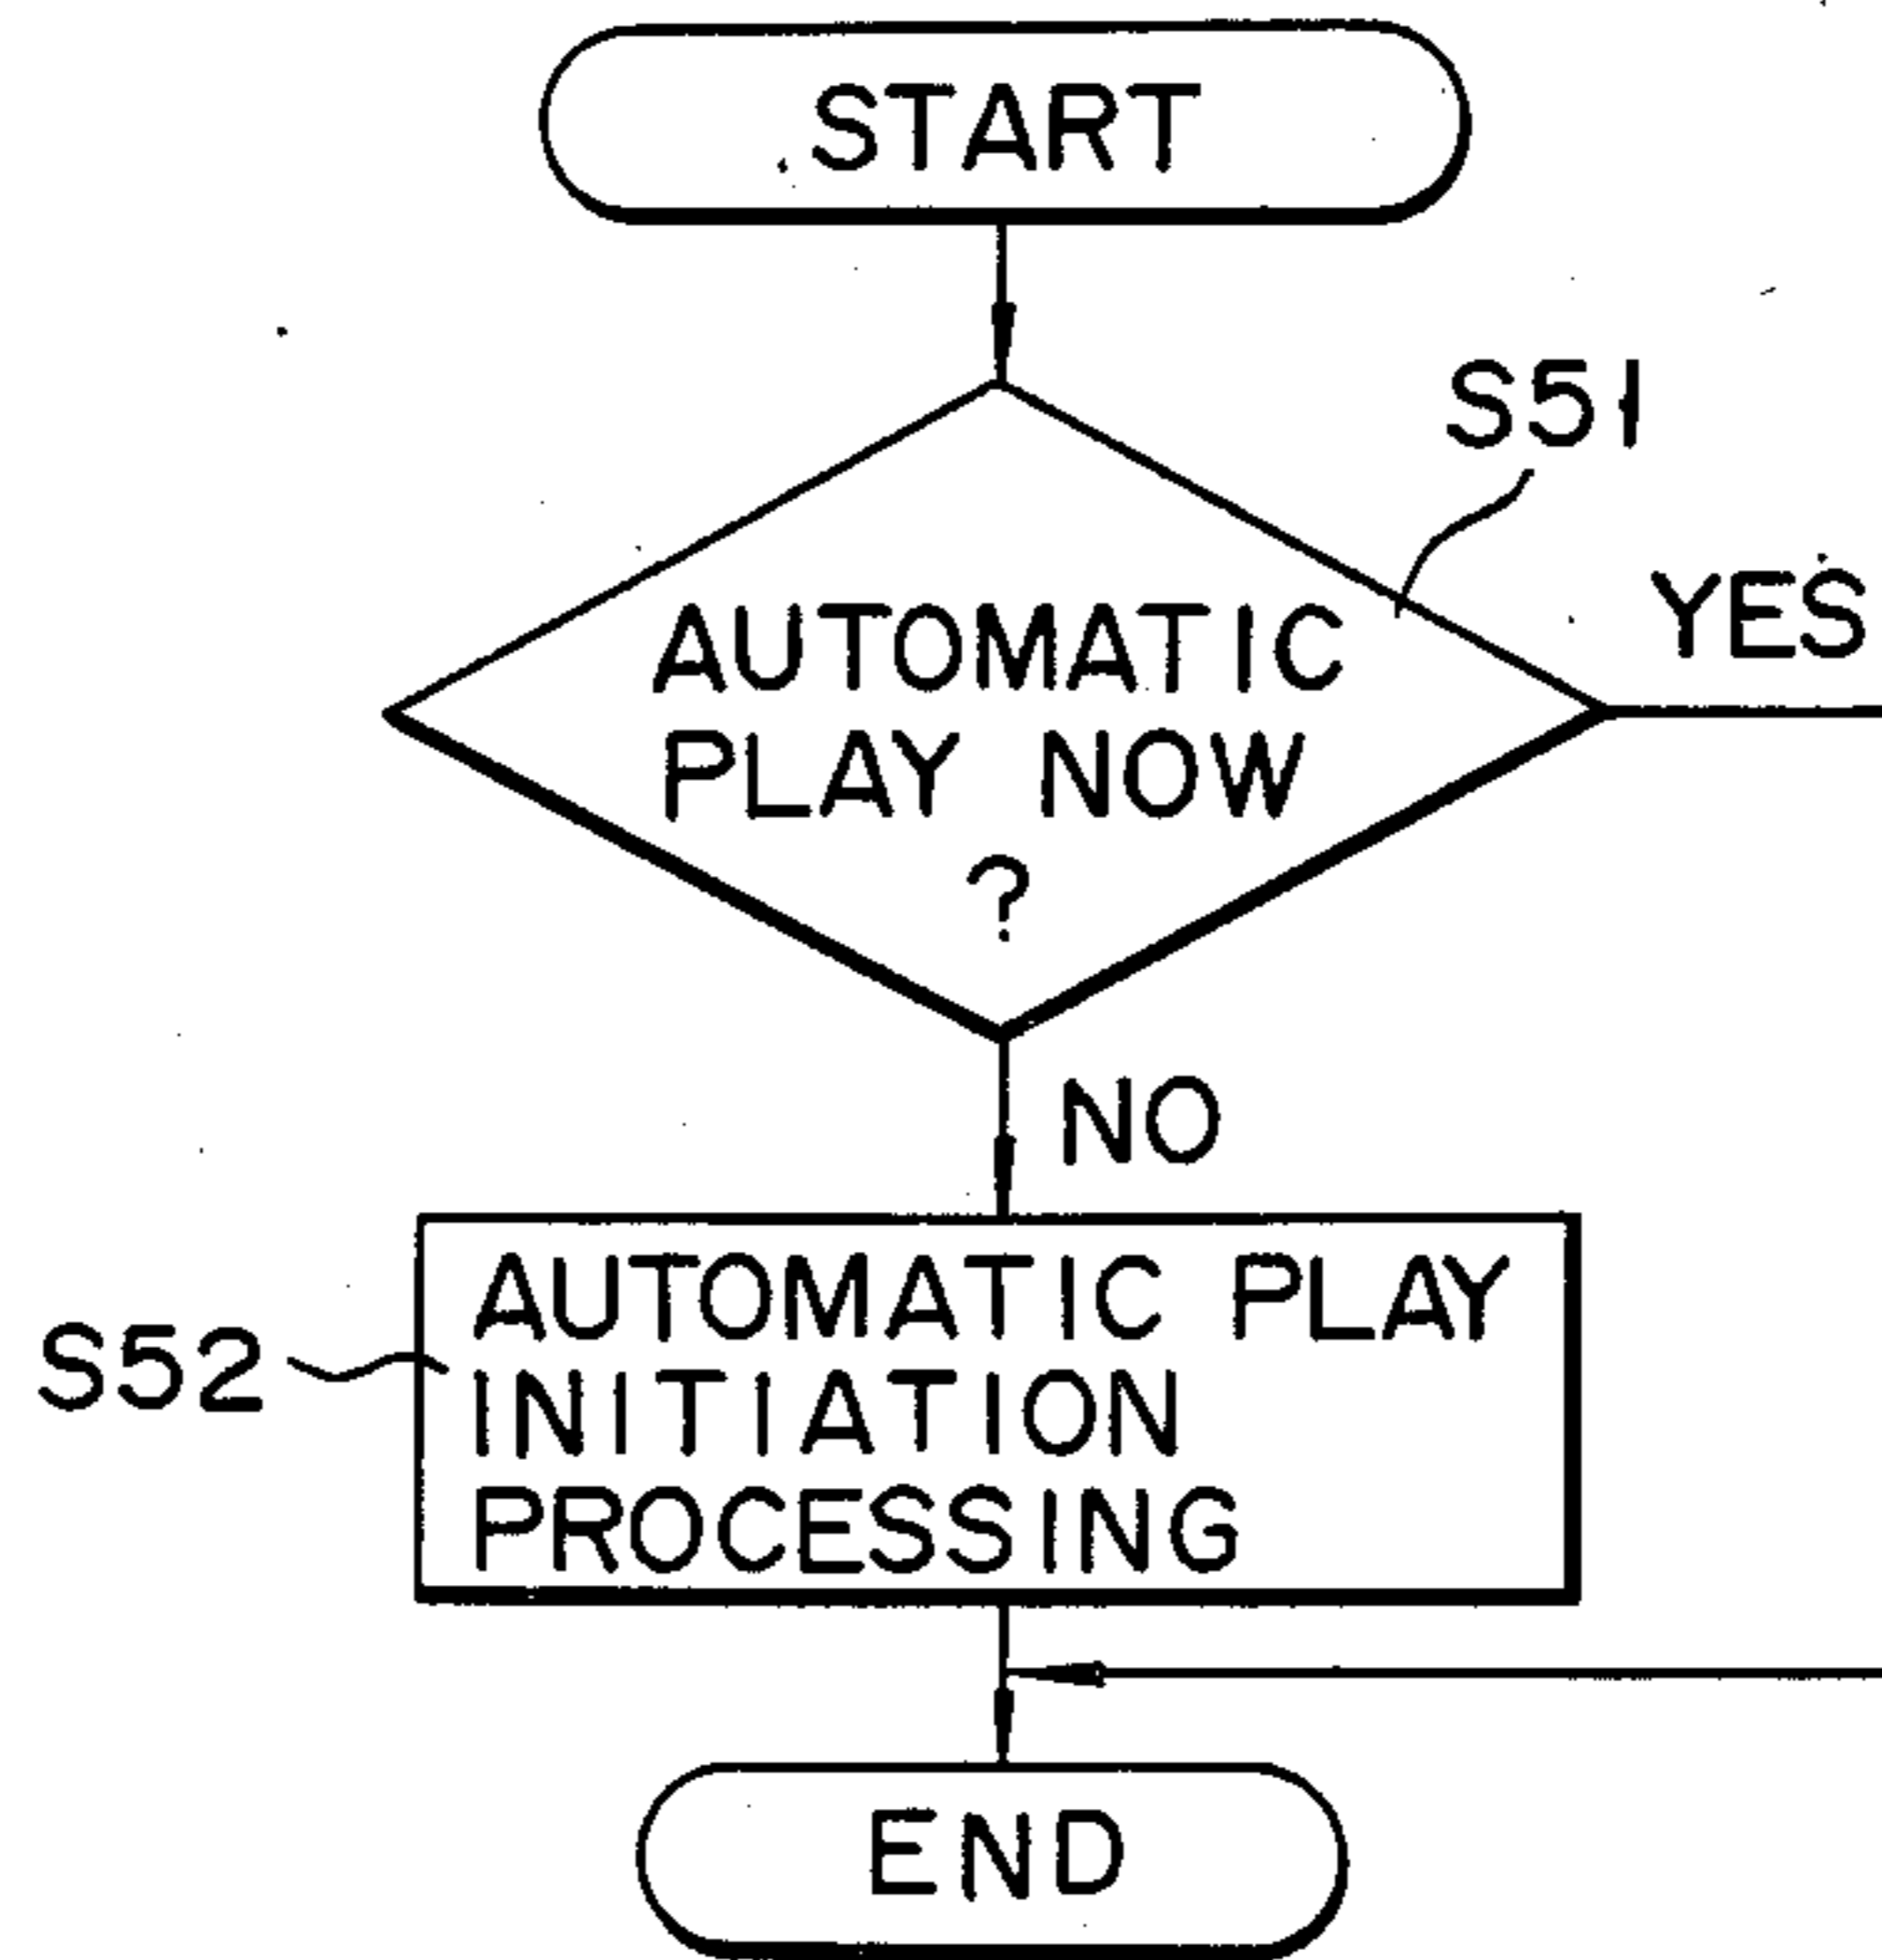 START
S51
YES
AUTOMATIC
PLAY NOW
?
NO
AUTOMATIC PLAY
S52
INITIATION
PROCESSING
END